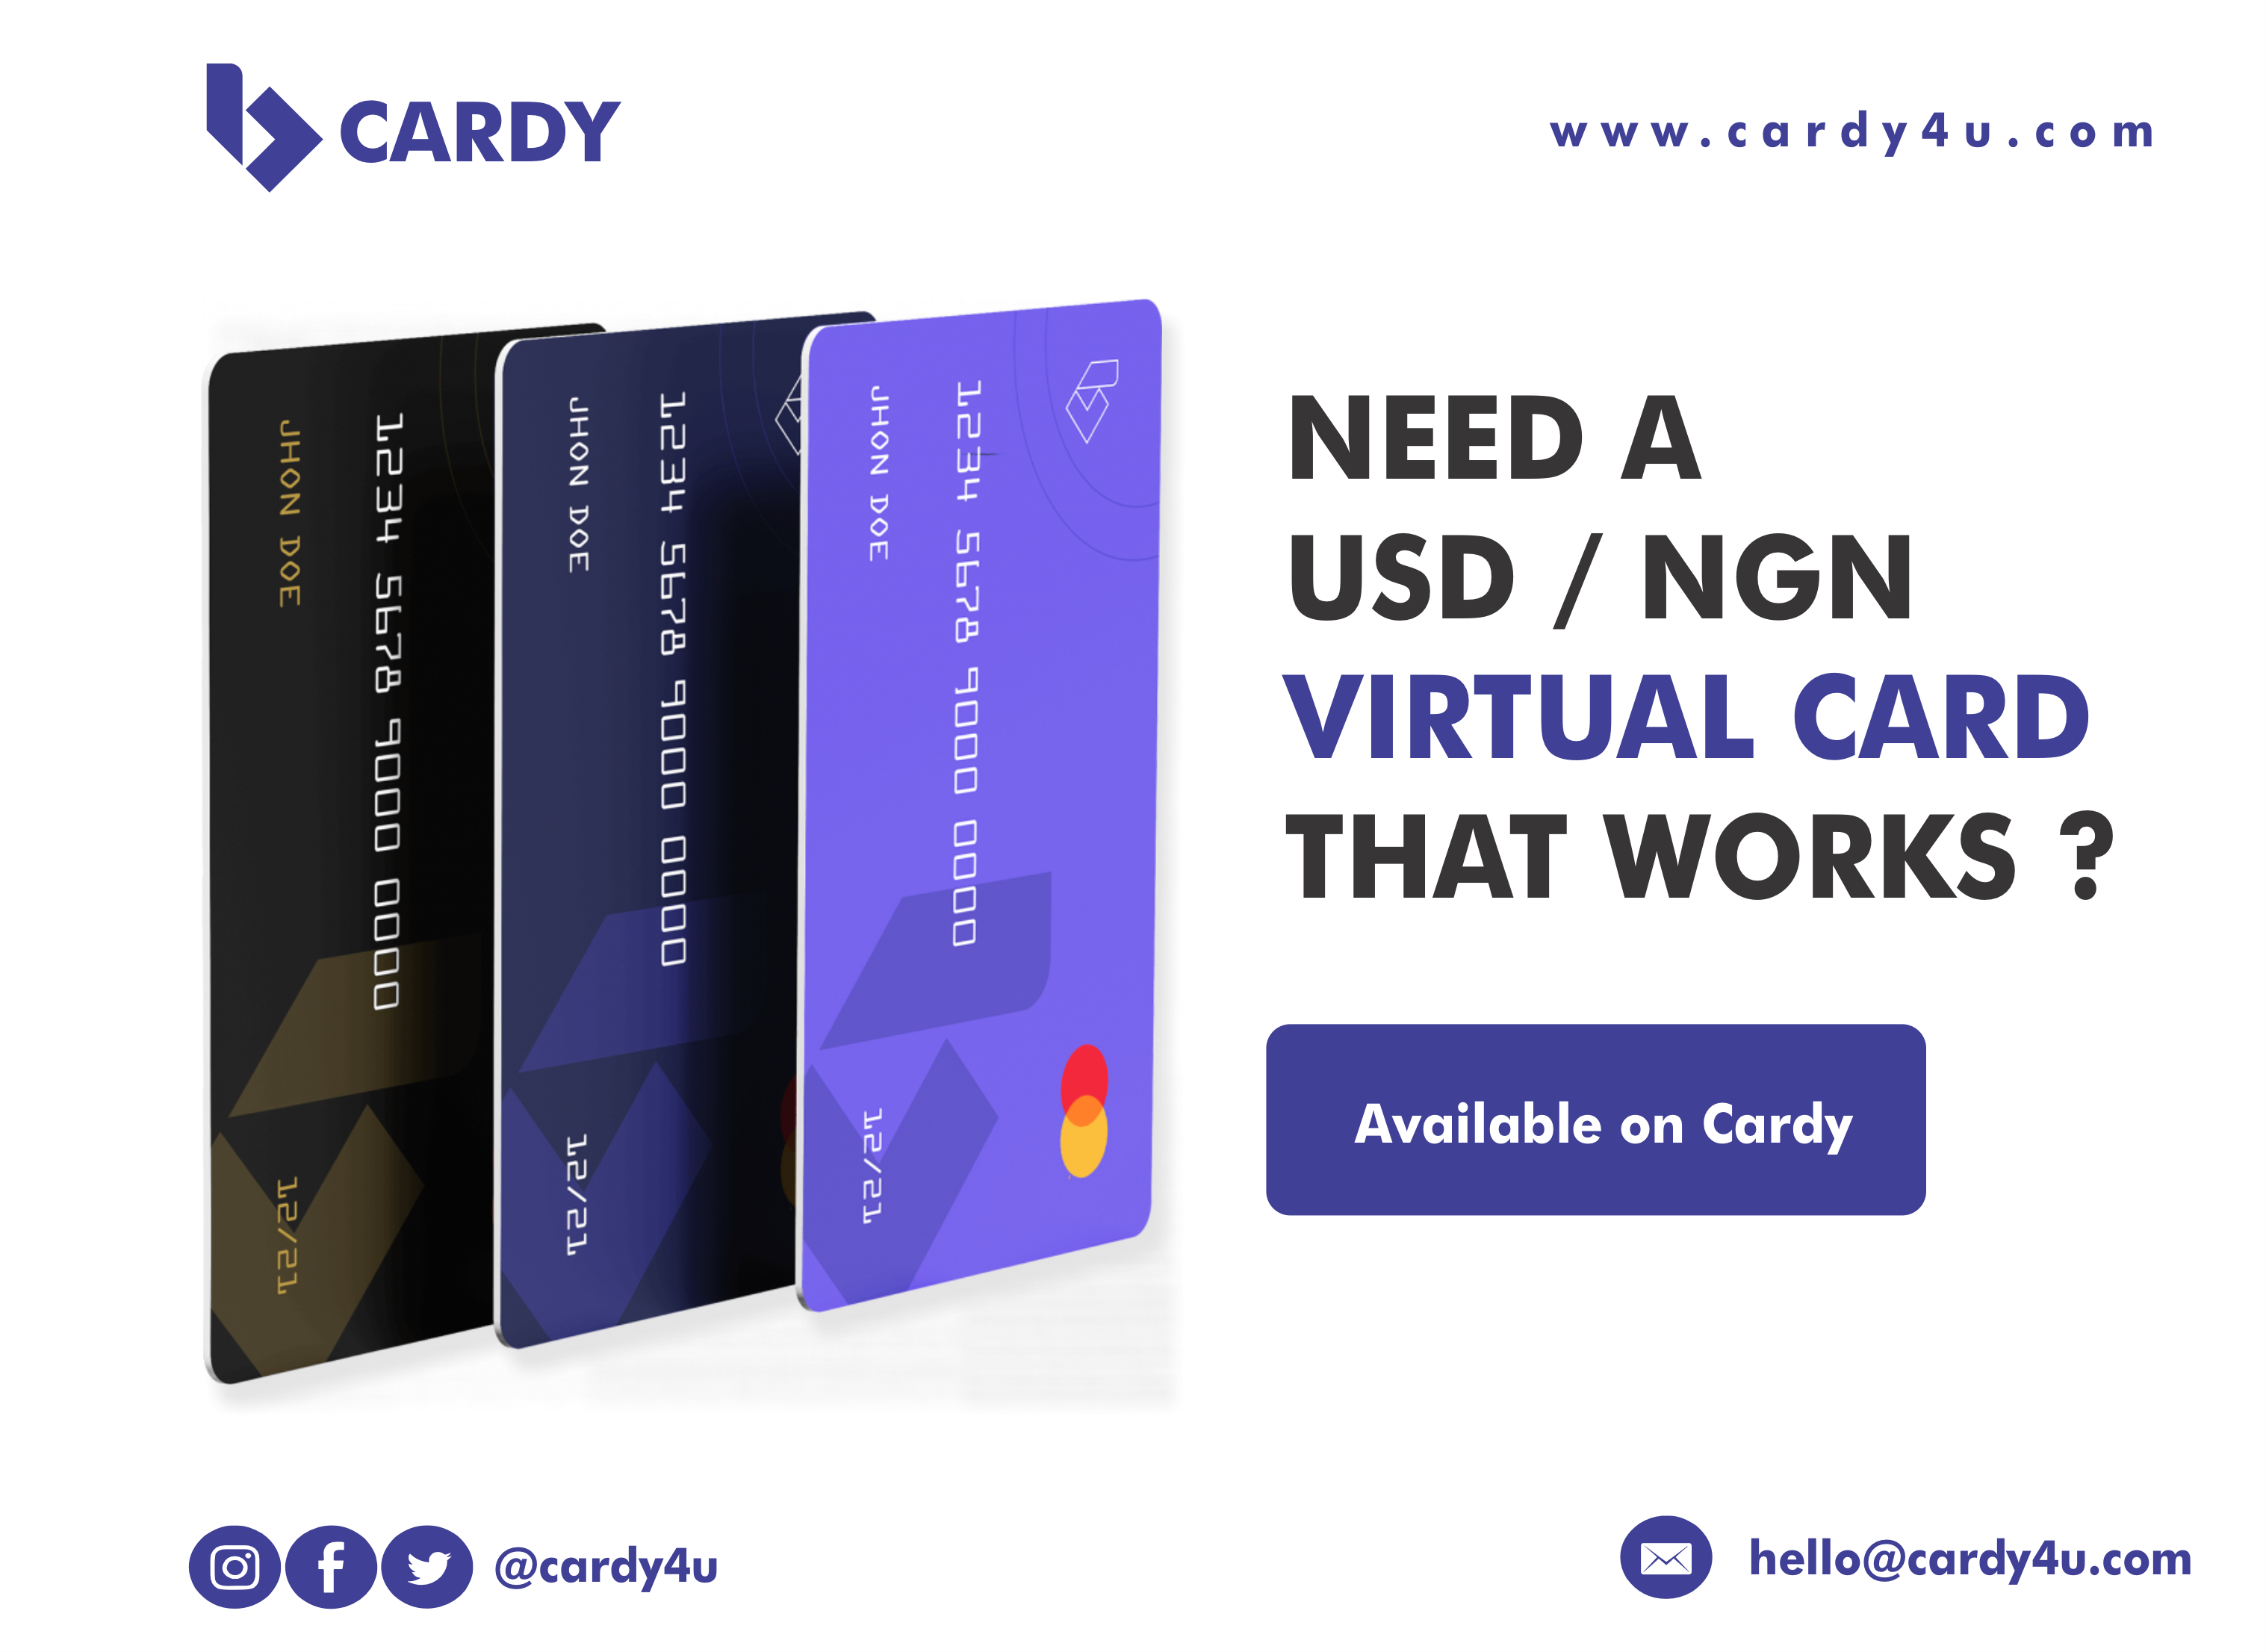 CARDY
www.cardy4u.com
JHON DOE
1234 5678 9000 0000
12/21
JHON DOE
1234 5678 9000 0000
12/21
JHON DOE
1234 5678 9000 0000
12/21
NEED A
USD / NGN
VIRTUAL CARD
THAT WORKS ?
Available on Cardy
@cardy4u
hello@cardy4u.com